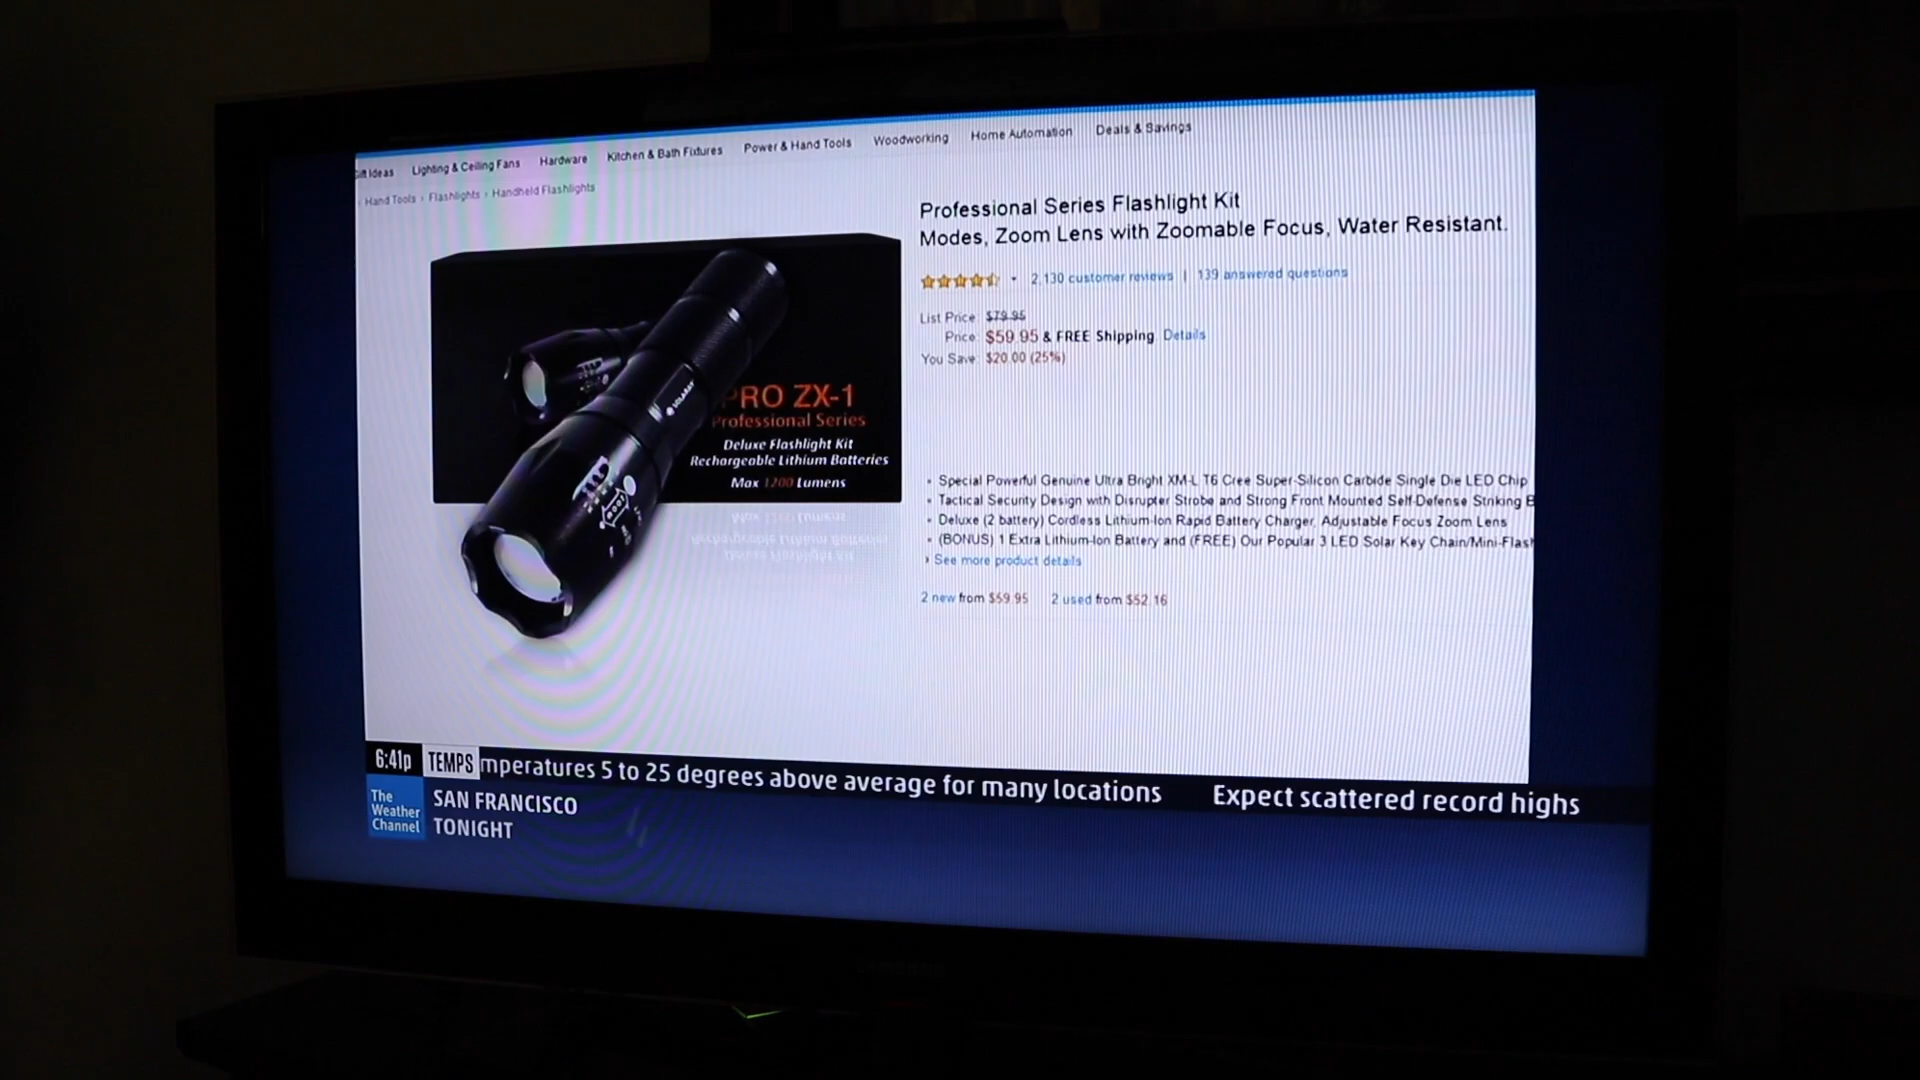 Gift Ideas Lighting & Ceiling Fans Hardware Kitchen & Bath Fixtures Power & Hand Tools Woodworking Home Automation Deals & Savings
› Hand Tools › Flashlights › Handheld Flashlights
Professional Series Flashlight Kit
Modes, Zoom Lens with Zoomable Focus, Water Resistant.
2,130 customer reviews | 139 answered questions
List Price: $79.95
Price: $59.95 & FREE Shipping. Details
You Save: $20.00 (25%)
SOLARAY
ZOOM
PRO ZX-1
Professional Series
Deluxe Flashlight Kit
Rechargeable Lithium Batteries
Max 1200 Lumens
• Special Powerful Genuine Ultra Bright XM-L T6 Cree Super-Silicon Carbide Single Die LED Chip
• Tactical Security Design with Disrupter Strobe and Strong Front Mounted Self-Defense Striking B
• Deluxe (2 battery) Cordless Lithium-Ion Rapid Battery Charger, Adjustable Focus Zoom Lens
• (BONUS) 1 Extra Lithium-Ion Battery and (FREE) Our Popular 3 LED Solar Key Chain/Mini-Flash
› See more product details
2 new from $59.95 2 used from $52.16
6:41p TEMPS mperatures 5 to 25 degrees above average for many locations Expect scattered record highs
The Weather Channel
SAN FRANCISCO
TONIGHT
SAMSUNG